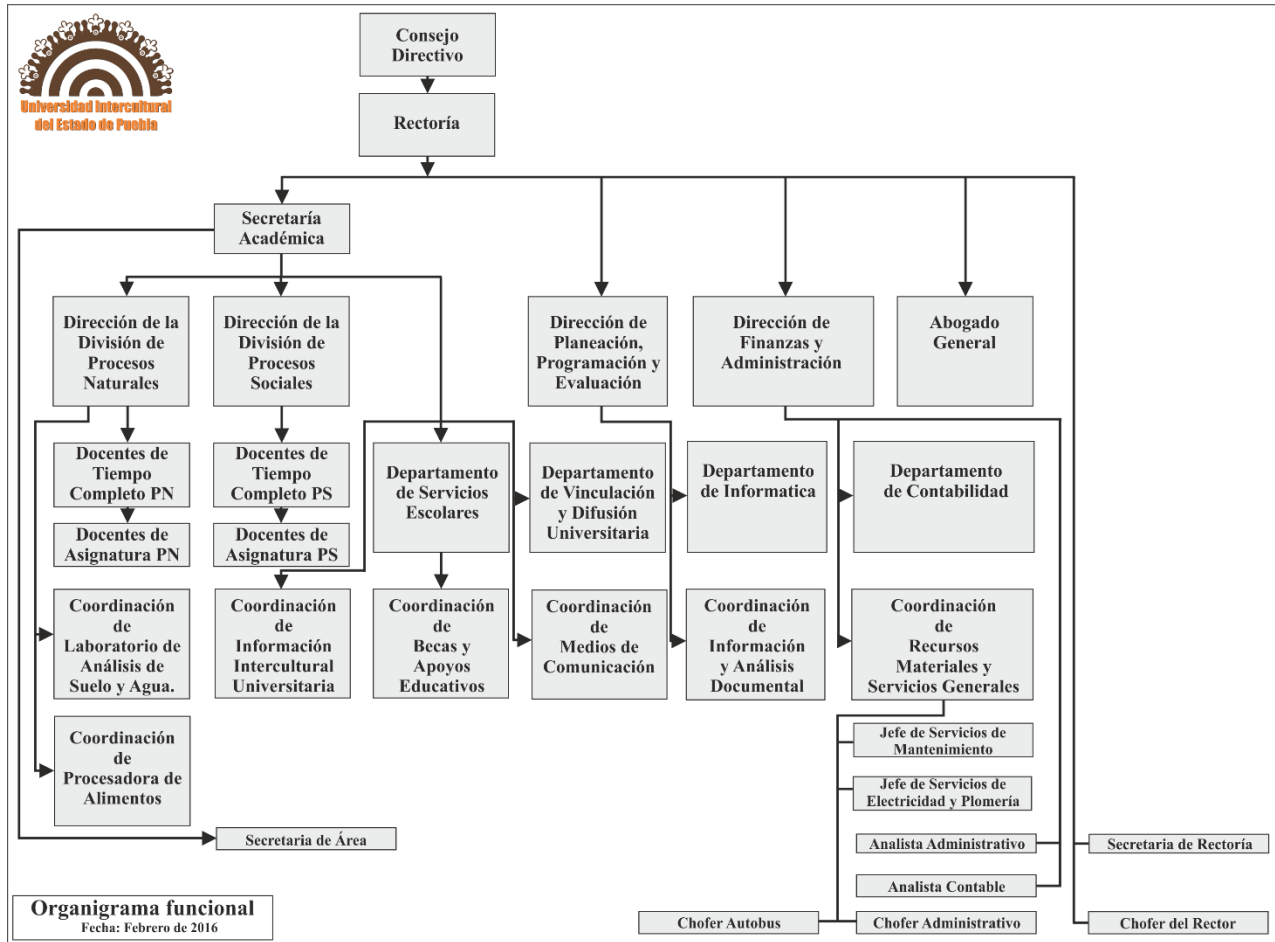 Universidad Intercultural
del Estado de Puebla
Consejo
Directivo
Rectoría
Secretaría
Académica
Dirección de la
División de
Procesos
Naturales
Dirección de la
División de
Procesos
Sociales
Dirección de
Planeación,
Programación y
Evaluación
Dirección de
Finanzas y
Administración
Abogado
General
Docentes de
Tiempo
Completo PN
Docentes de
Tiempo
Completo PS
Departamento
de Servicios
Escolares
Departamento
de Vinculación
y Difusión
Universitaria
Departamento
de Informatica
Departamento
de Contabilidad
Docentes de
Asignatura PN
Docentes de
Asignatura PS
Coordinación
de
Laboratorio de
Análisis de
Suelo y Agua.
Coordinación
de
Información
Intercultural
Universitaria
Coordinación
de
Becas y
Apoyos
Educativos
Coordinación
de
Medios de
Comunicación
Coordinación
de
Información
y Análisis
Documental
Coordinación
de
Recursos
Materiales y
Servicios Generales
Coordinación
de
Procesadora de
Alimentos
Jefe de Servicios de
Mantenimiento
Jefe de Servicios de
Electricidad y Plomería
Secretaria de Área
Analista Administrativo
Secretaria de Rectoría
Analista Contable
Chofer Autobus
Chofer Administrativo
Chofer del Rector
Organigrama funcional
Fecha: Febrero de 2016